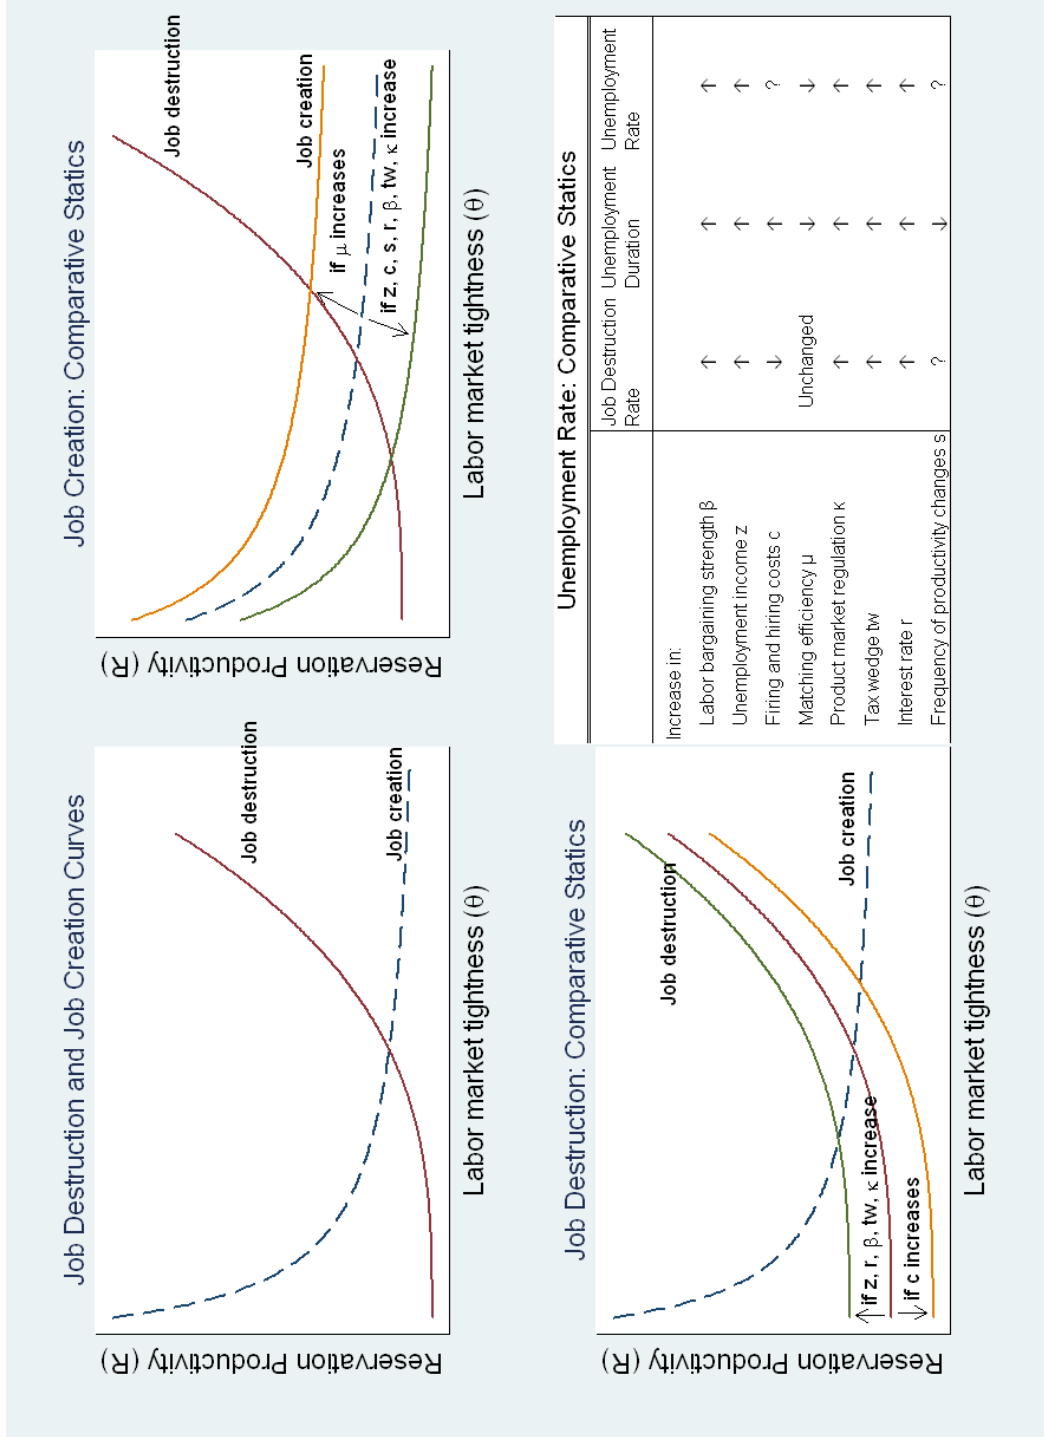 Job Destruction and Job Creation Curves
Reservation Productivity (R)
Job destruction
Job creation
Labor market tightness (θ)
Job Creation: Comparative Statics
Reservation Productivity (R)
Job destruction
Job creation
if μ increases
if z, c, s, r, β, tw, κ increase
Labor market tightness (θ)
Job Destruction: Comparative Statics
Reservation Productivity (R)
Job destruction
Job creation
↑if z, r, β, tw, κ increase
↓if c increases
Labor market tightness (θ)
Unemployment Rate: Comparative Statics
Job Destruction Unemployment Unemployment
Rate Duration Rate
Increase in:
Labor bargaining strength β ↑ ↑ ↑
Unemployment income z ↑ ↑ ↑
Firing and hiring costs c ↓ ↑ ?
Matching efficiency μ Unchanged ↓ ↓
Product market regulation κ ↑ ↑ ↑
Tax wedge tw ↑ ↑ ↑
Interest rate r ↑ ↑ ↑
Frequency of productivity changes s ? ↓ ?